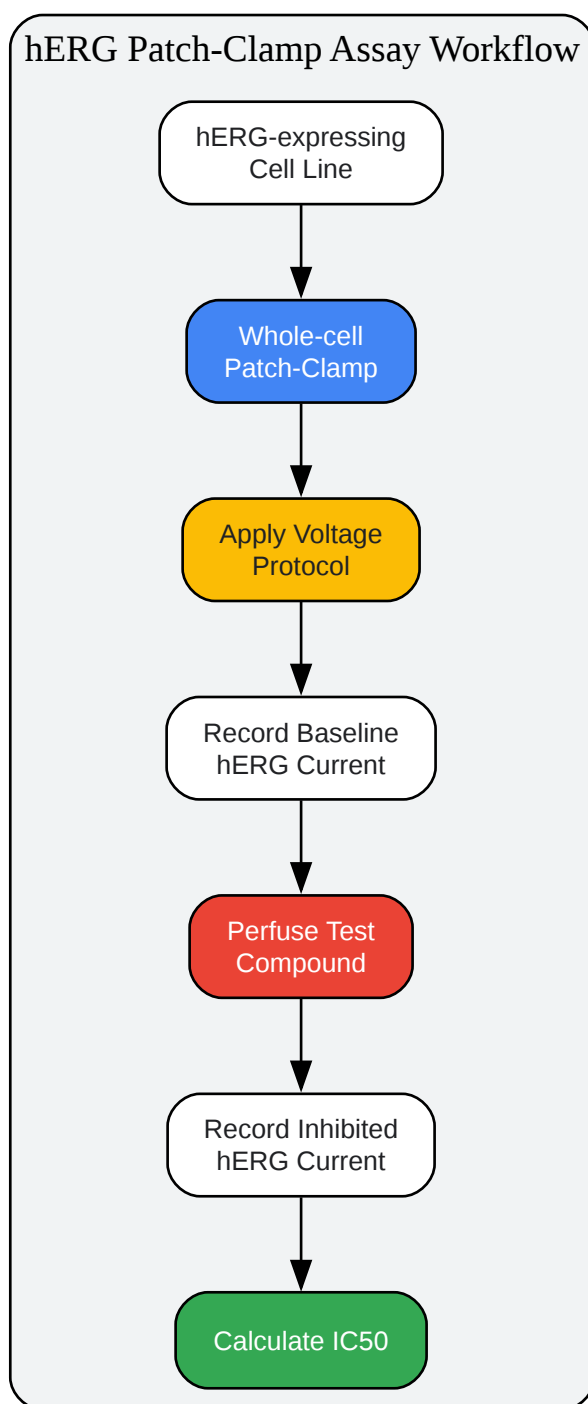 hERG Patch-Clamp Assay Workflow
hERG-expressing
Cell Line
Whole-cell
Patch-Clamp
Apply Voltage
Protocol
Record Baseline
hERG Current
Perfuse Test
Compound
Record Inhibited
hERG Current
Calculate IC50